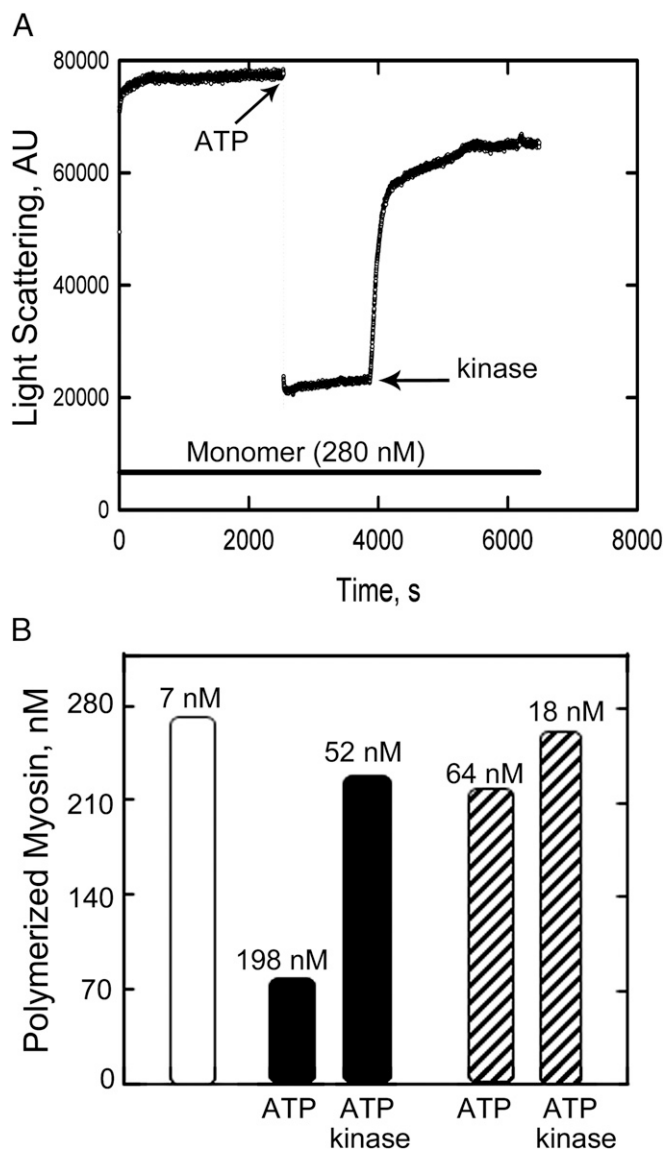 A
80000
60000
40000
20000
0
Light Scattering, AU
ATP
kinase
Monomer (280 nM)
0
2000
4000
6000
8000
Time, s
B
280
210
140
70
0
Polymerized Myosin, nM
7 nM
198 nM
52 nM
64 nM
18 nM
ATP
ATP
kinase
ATP
ATP
kinase